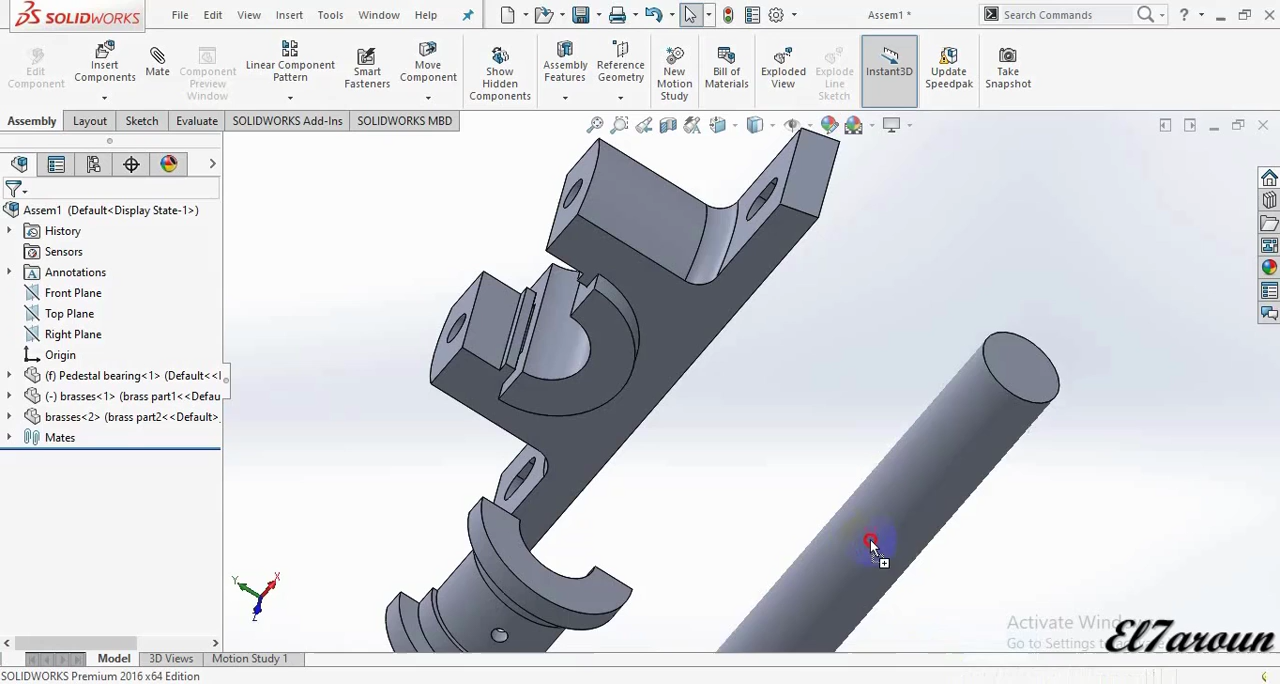 SOLIDWORKS
File Edit View Insert Tools Window Help
Assem1 *
Search Commands
?
Edit Component
Insert Components
Mate
Component Preview Window
Linear Component Pattern
Smart Fasteners
Move Component
Show Hidden Components
Assembly Features
Reference Geometry
New Motion Study
Bill of Materials
Exploded View
Explode Line Sketch
Instant3D
Update Speedpak
Take Snapshot
Assembly Layout Sketch Evaluate SOLIDWORKS Add-Ins SOLIDWORKS MBD
Assem1 (Default<Display State-1>)
History
Sensors
Annotations
Front Plane
Top Plane
Right Plane
Origin
(f) Pedestal bearing<1> (Default<<
(-) brasses<1> (brass part1<<Defau
brasses<2> (brass part2<<Default>
Mates
Y X Z
Activate Wind
Go to Settings to
El7aroun
Model 3D Views Motion Study 1
SOLIDWORKS Premium 2016 x64 Edition